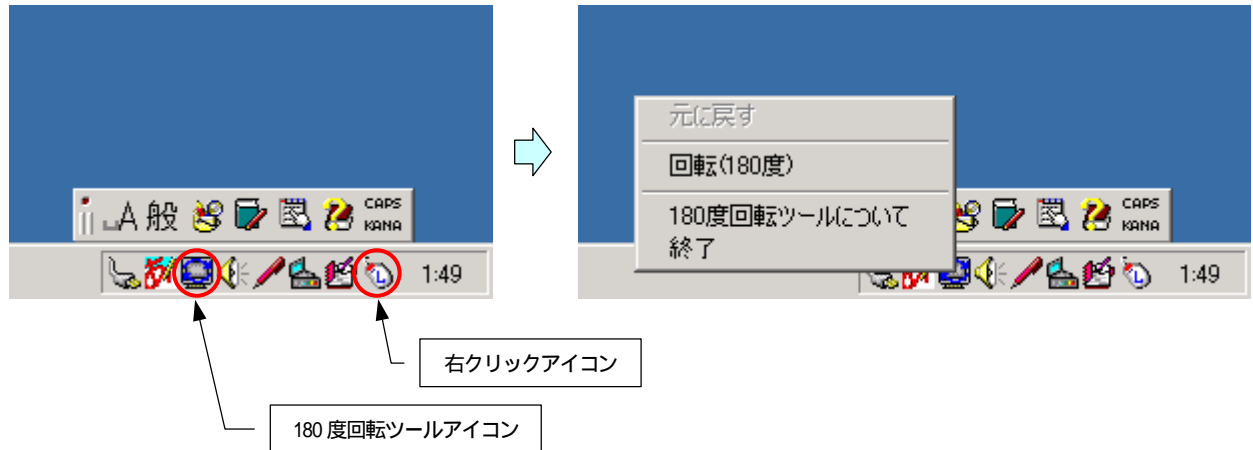 A 般 CAPS
KANA
1:49
元に戻す
回転(180度)
180度回転ツールについて
終了
CAPS
KANA
L 1:49
右クリックアイコン
180 度回転ツールアイコン